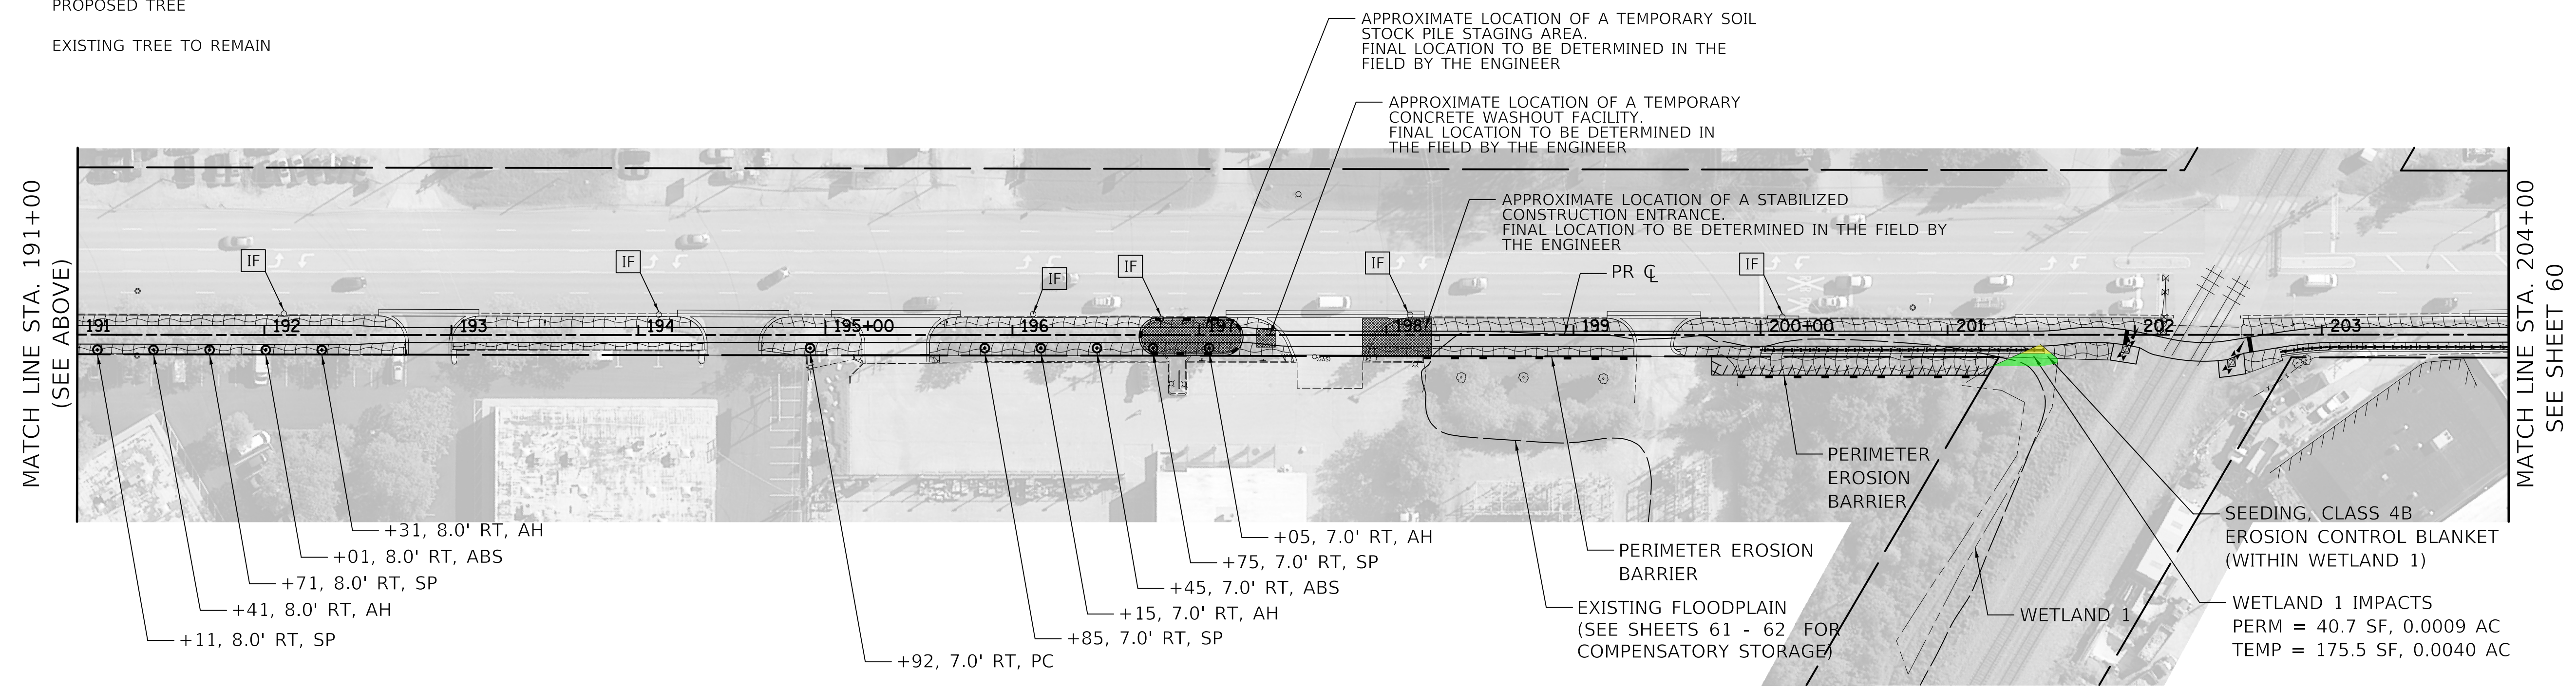 PROPOSED TREE
EXISTING TREE TO REMAIN
APPROXIMATE LOCATION OF A TEMPORARY SOIL
STOCK PILE STAGING AREA.
FINAL LOCATION TO BE DETERMINED IN THE
FIELD BY THE ENGINEER
APPROXIMATE LOCATION OF A TEMPORARY
CONCRETE WASHOUT FACILITY.
FINAL LOCATION TO BE DETERMINED IN
THE FIELD BY THE ENGINEER
APPROXIMATE LOCATION OF A STABILIZED
CONSTRUCTION ENTRANCE.
FINAL LOCATION TO BE DETERMINED IN THE FIELD BY
THE ENGINEER
MATCH LINE STA. 191+00
(SEE ABOVE)
IF
IF
IF
IF
IF
PR ℄
IF
191
192
193
194
195+00
196
197
198
199
200+00
201
202
203
MATCH LINE STA. 204+00
SEE SHEET 60
+31, 8.0' RT, AH
+01, 8.0' RT, ABS
+71, 8.0' RT, SP
+41, 8.0' RT, AH
+11, 8.0' RT, SP
+92, 7.0' RT, PC
+05, 7.0' RT, AH
+75, 7.0' RT, SP
+45, 7.0' RT, ABS
+15, 7.0' RT, AH
+85, 7.0' RT, SP
PERIMETER EROSION
BARRIER
EXISTING FLOODPLAIN
(SEE SHEETS 61 - 62 FOR
COMPENSATORY STORAGE)
PERIMETER
EROSION
BARRIER
WETLAND 1
SEEDING, CLASS 4B
EROSION CONTROL BLANKET
(WITHIN WETLAND 1)
WETLAND 1 IMPACTS
PERM = 40.7 SF, 0.0009 AC
TEMP = 175.5 SF, 0.0040 AC